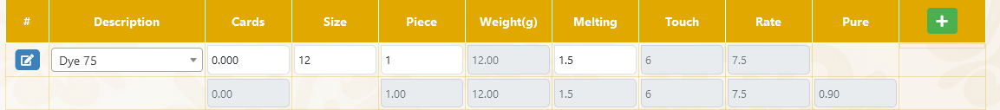 # Description Cards Size Piece Weight(g) Melting Touch Rate Pure +
Dye 75 0.000 12 1 12.00 1.5 6 7.5
0.00 1.00 12.00 1.5 6 7.5 0.90